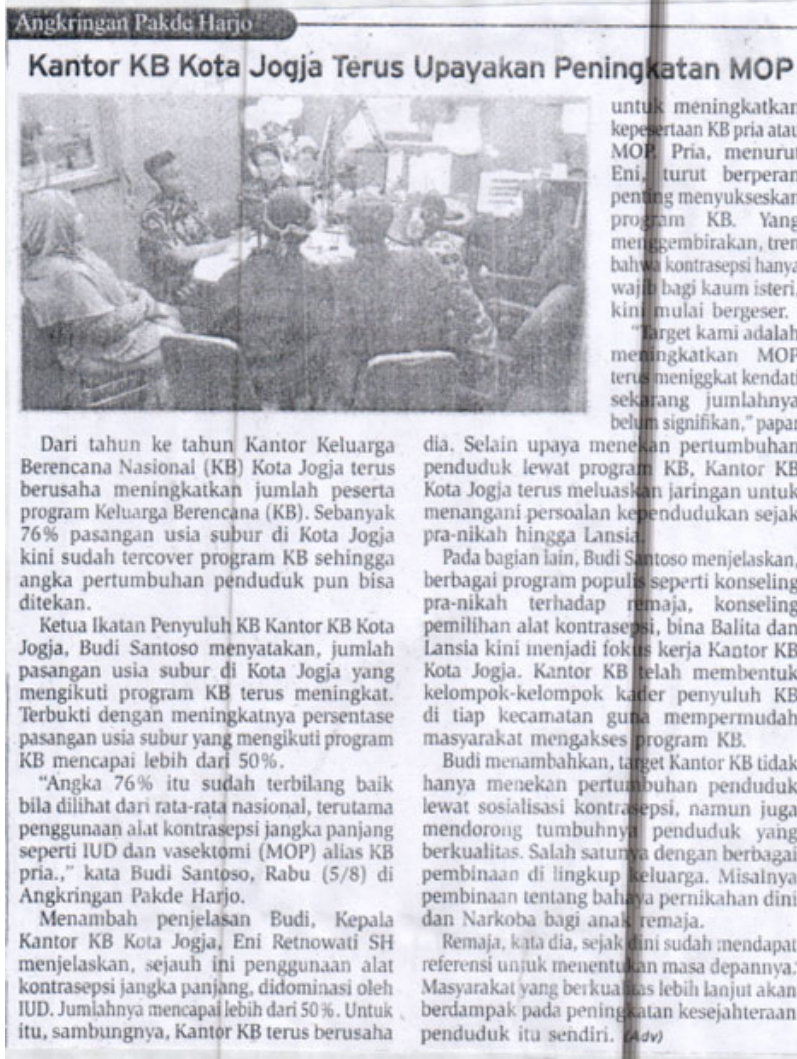 Angkringan Pakde Harjo
Kantor KB Kota Jogja Terus Upayakan Peningkatan MOP
Dari tahun ke tahun Kantor Keluarga
Berencana Nasional (KB) Kota Jogja terus
berusaha meningkatkan jumlah peserta
program Keluarga Berencana (KB). Sebanyak
76% pasangan usia subur di Kota Jogja
kini sudah tercover program KB sehingga
angka pertumbuhan penduduk pun bisa
ditekan.
Ketua Ikatan Penyuluh KB Kantor KB Kota
Jogja, Budi Santoso menyatakan, jumlah
pasangan usia subur di Kota Jogja yang
mengikuti program KB terus meningkat.
Terbukti dengan meningkatnya persentase
pasangan usia subur yang mengikuti program
KB mencapai lebih dari 50%.
"Angka 76% itu sudah terbilang baik
bila dilihat dari rata-rata nasional, terutama
penggunaan alat kontrasepsi jangka panjang
seperti IUD dan vasektomi (MOP) alias KB
pria.," kata Budi Santoso, Rabu (5/8) di
Angkringan Pakde Harjo.
Menambah penjelasan Budi, Kepala
Kantor KB Kota Jogja, Eni Retnowati SH
menjelaskan, sejauh ini penggunaan alat
kontrasepsi jangka panjang, didominasi oleh
IUD. Jumlahnya mencapai lebih dari 50%. Untuk
itu, sambungnya, Kantor KB terus berusaha
untuk meningkatkan
kepesertaan KB pria atau
MOP. Pria, menurut
Eni, turut berperan
penting menyukseskan
program KB. Yang
menggembirakan, tren
bahwa kontrasepsi hanya
wajib bagi kaum isteri,
kini mulai bergeser.
"Target kami adalah
meningkatkan MOP
terus meniggkat kendati
sekarang jumlahnya
belum signifikan," papar
dia. Selain upaya menekan pertumbuhan
penduduk lewat program KB, Kantor KB
Kota Jogja terus meluaskan jaringan untuk
menangani persoalan kependudukan sejak
pra-nikah hingga Lansia.
Pada bagian lain, Budi Santoso menjelaskan,
berbagai program populis seperti konseling
pra-nikah terhadap remaja, konseling
pemilihan alat kontrasepsi, bina Balita dan
Lansia kini menjadi fokus kerja Kantor KB
Kota Jogja. Kantor KB telah membentuk
kelompok-kelompok kader penyuluh KB
di tiap kecamatan guna mempermudah
masyarakat mengakses program KB.
Budi menambahkan, target Kantor KB tidak
hanya menekan pertumbuhan penduduk
lewat sosialisasi kontrasepsi, namun juga
mendorong tumbuhnya penduduk yang
berkualitas. Salah satunya dengan berbagai
pembinaan di lingkup keluarga. Misalnya
pembinaan tentang bahaya pernikahan dini
dan Narkoba bagi anak remaja.
Remaja, kata dia, sejak dini sudah mendapat
referensi untuk menentukan masa depannya.
Masyarakat yang berkualitas lebih lanjut akan
berdampak pada peningkatan kesejahteraan
penduduk itu sendiri. (Adv)